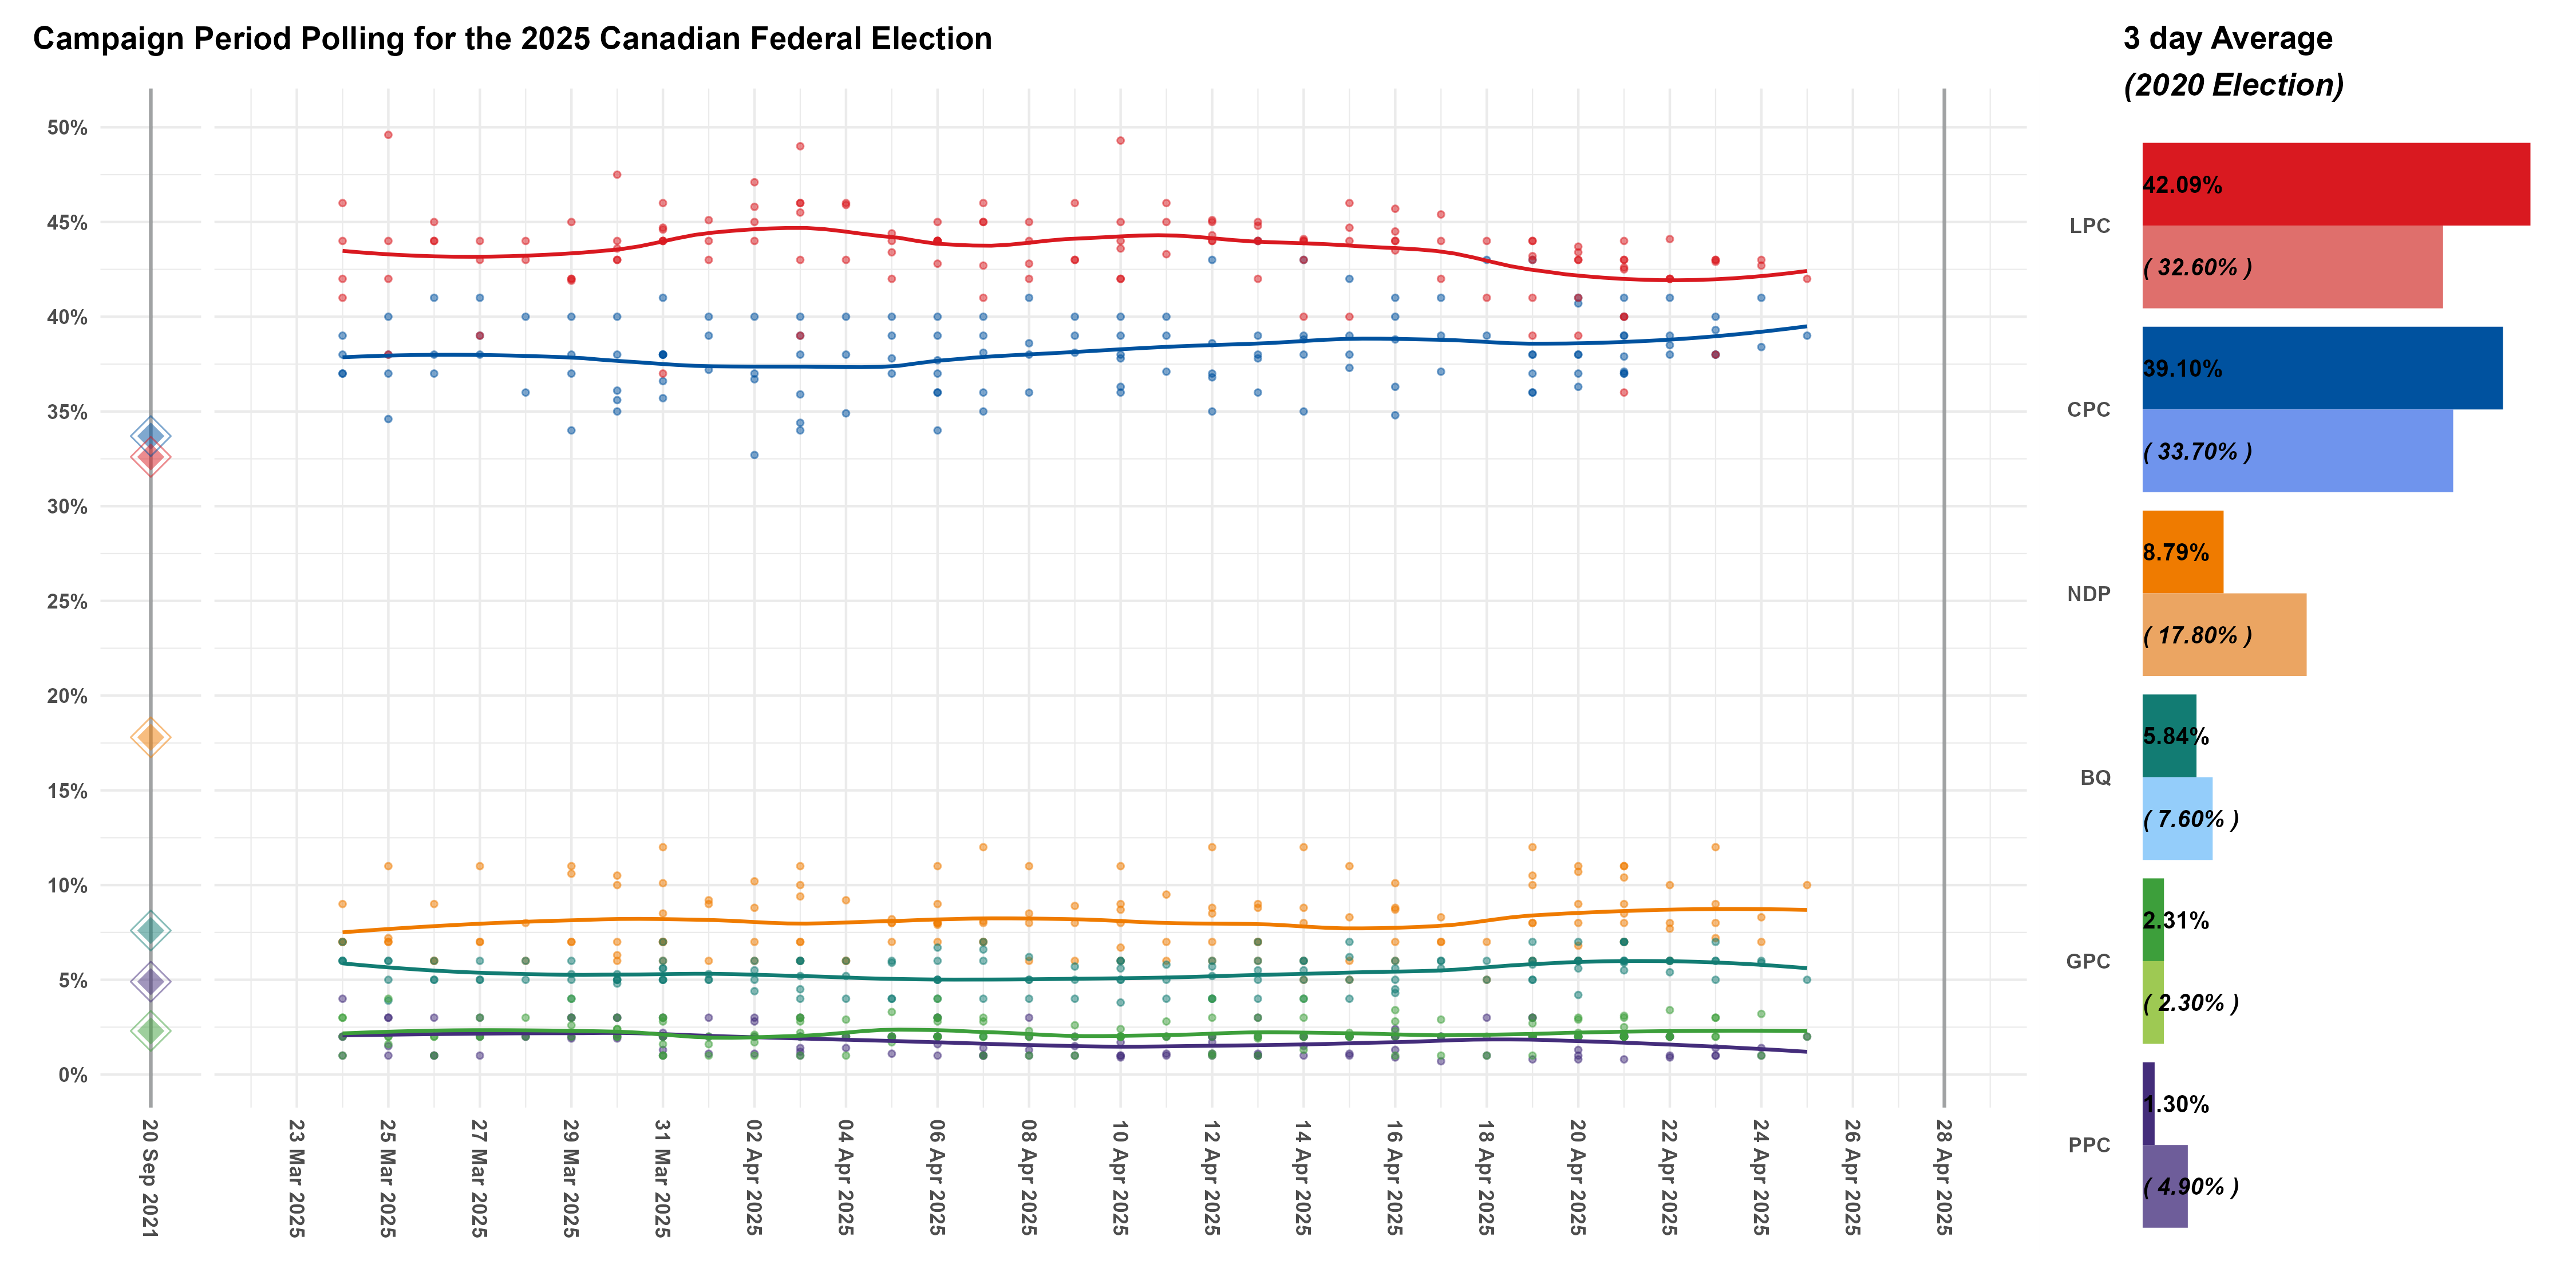 Campaign Period Polling for the 2025 Canadian Federal Election
50%
45%
40%
35%
30%
25%
20%
15%
10%
5%
0%
20 Sep 2021
23 Mar 2025
25 Mar 2025
27 Mar 2025
29 Mar 2025
31 Mar 2025
02 Apr 2025
04 Apr 2025
06 Apr 2025
08 Apr 2025
10 Apr 2025
12 Apr 2025
14 Apr 2025
16 Apr 2025
18 Apr 2025
20 Apr 2025
22 Apr 2025
24 Apr 2025
26 Apr 2025
28 Apr 2025
3 day Average
(2020 Election)
LPC
42.09%
( 32.60% )
CPC
39.10%
( 33.70% )
NDP
8.79%
( 17.80% )
BQ
5.84%
( 7.60% )
GPC
2.31%
( 2.30% )
PPC
1.30%
( 4.90% )